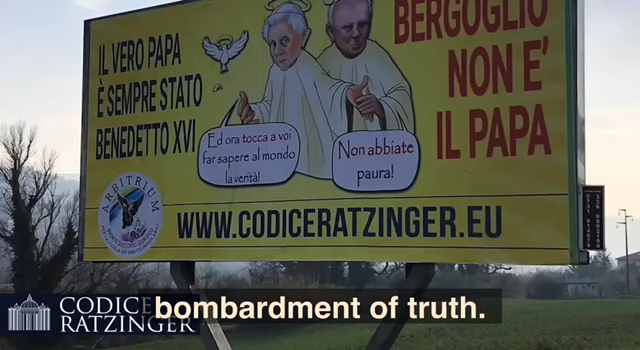 IL VERO PAPA
È SEMPRE STATO
BENEDETTO XVI
BERGOGLIO
NON E'
IL PAPA
Ed ora tocca a voi
far sapere al mondo
la verità!
Non abbiate
paura!
ARBITRIUM
WWW.CODICERATZINGER.EU
CODICE
RATZINGER
bombardment of truth.